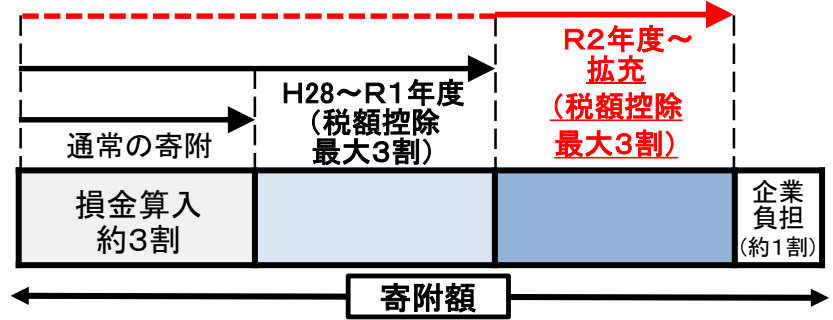 R2年度～
拡充
（税額控除
最大3割）
H28～R1年度
（税額控除
最大3割）
通常の寄附
損金算入
約3割
企業
負担
（約1割）
寄附額